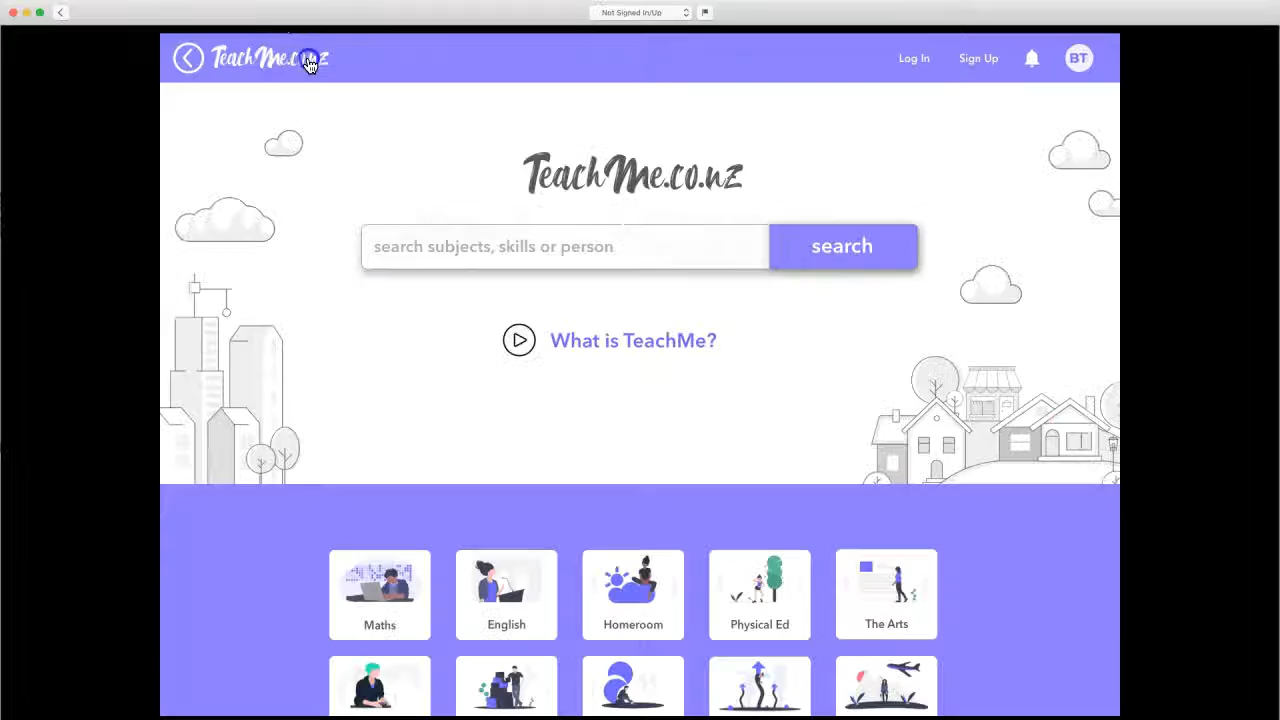 Not Signed In/Up
TeachMe.co.nz
Log In
Sign Up
BT
TeachMe.co.nz
search subjects, skills or person
search
What is TeachMe?
Maths
English
Homeroom
Physical Ed
The Arts